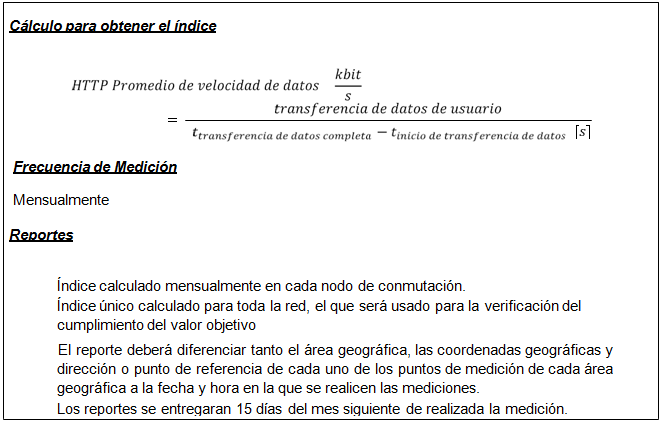 Cálculo para obtener el índice
HTTP Promedio de velocidad de datos kbit/s
= transferencia de datos de usuario / t transferencia de datos completa − t inicio de transferencia de datos [s]
Frecuencia de Medición
Mensualmente
Reportes
Índice calculado mensualmente en cada nodo de conmutación.
Índice único calculado para toda la red, el que será usado para la verificación del
cumplimiento del valor objetivo
El reporte deberá diferenciar tanto el área geográfica, las coordenadas geográficas y
dirección o punto de referencia de cada uno de los puntos de medición de cada área
geográfica a la fecha y hora en la que se realicen las mediciones.
Los reportes se entregaran 15 días del mes siguiente de realizada la medición.